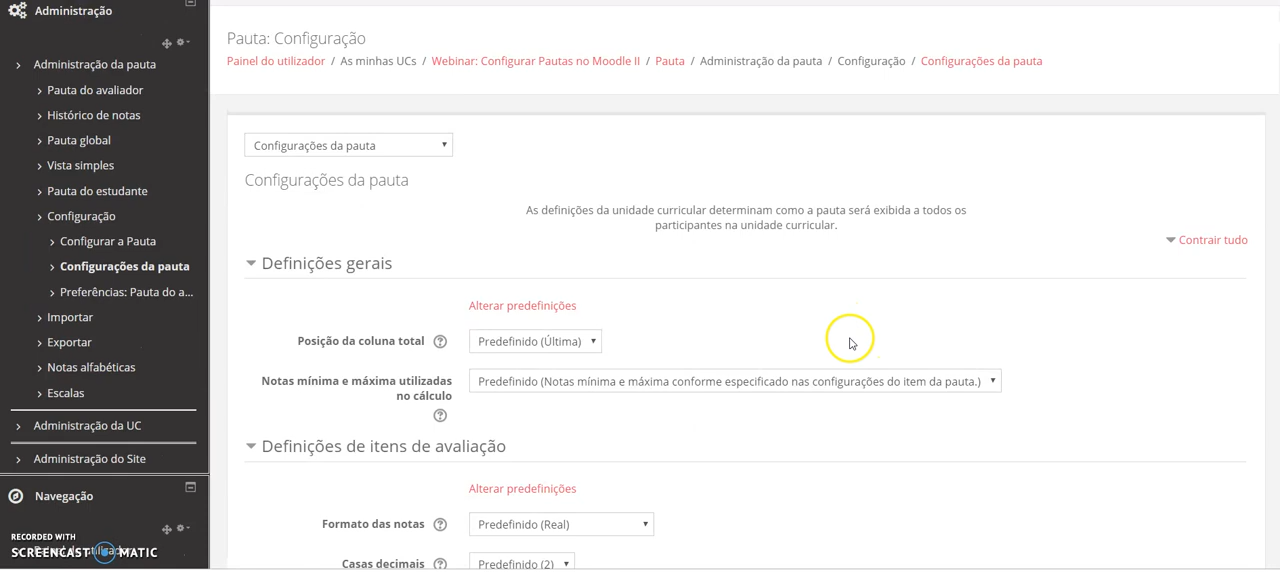 Administração
Administração da pauta
Pauta do avaliador
Histórico de notas
Pauta global
Vista simples
Pauta do estudante
Configuração
Configurar a Pauta
Configurações da pauta
Preferências: Pauta do a...
Importar
Exportar
Notas alfabéticas
Escalas
Administração da UC
Administração do Site
Navegação
RECORDED WITH
SCREENCAST MATIC
Pauta: Configuração
Painel do utilizador / As minhas UCs / Webinar: Configurar Pautas no Moodle II / Pauta / Administração da pauta / Configuração / Configurações da pauta
Configurações da pauta
Configurações da pauta
As definições da unidade curricular determinam como a pauta será exibida a todos os
participantes na unidade curricular.
Contrair tudo
Definições gerais
Alterar predefinições
Posição da coluna total Predefinido (Última)
Notas mínima e máxima utilizadas Predefinido (Notas mínima e máxima conforme especificado nas configurações do item da pauta.)
no cálculo
Definições de itens de avaliação
Alterar predefinições
Formato das notas Predefinido (Real)
Casas decimais Predefinido (2)